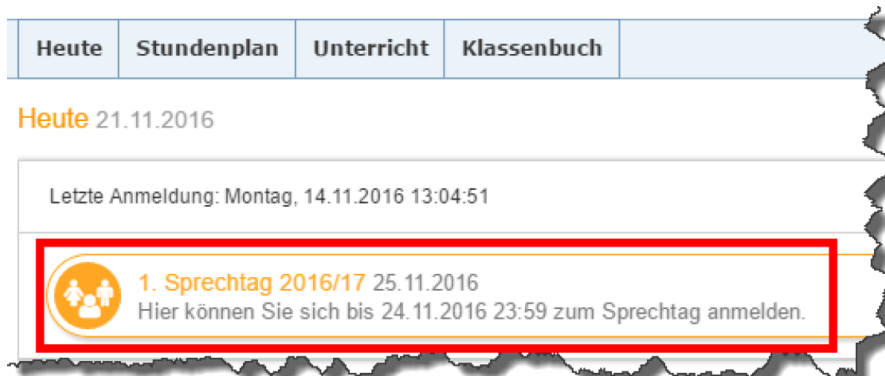 Heute Stundenplan Unterricht Klassenbuch
Heute 21.11.2016
Letzte Anmeldung: Montag, 14.11.2016 13:04:51
1. Sprechtag 2016/17 25.11.2016
Hier können Sie sich bis 24.11.2016 23:59 zum Sprechtag anmelden.